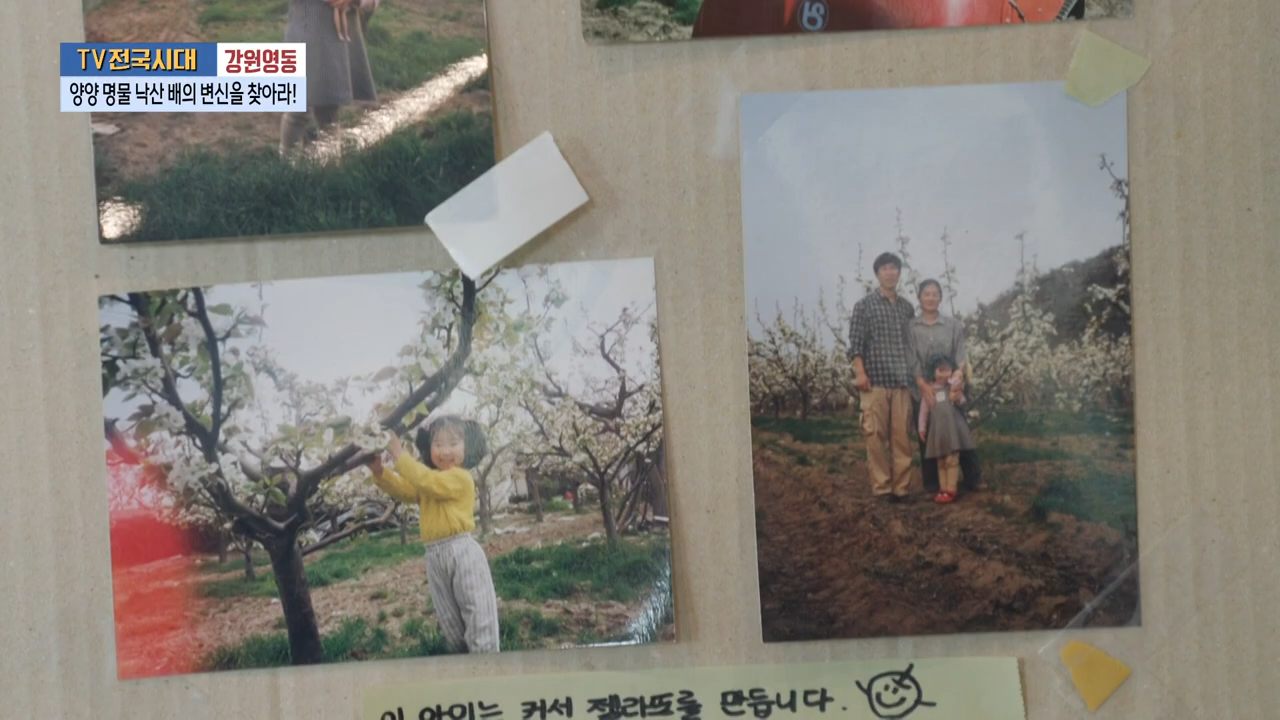 TV전국시대 강원영동
양양 명물 낙산 배의 변신을 찾아라!
이 아이는 커서 젤라또를 만듭니다.